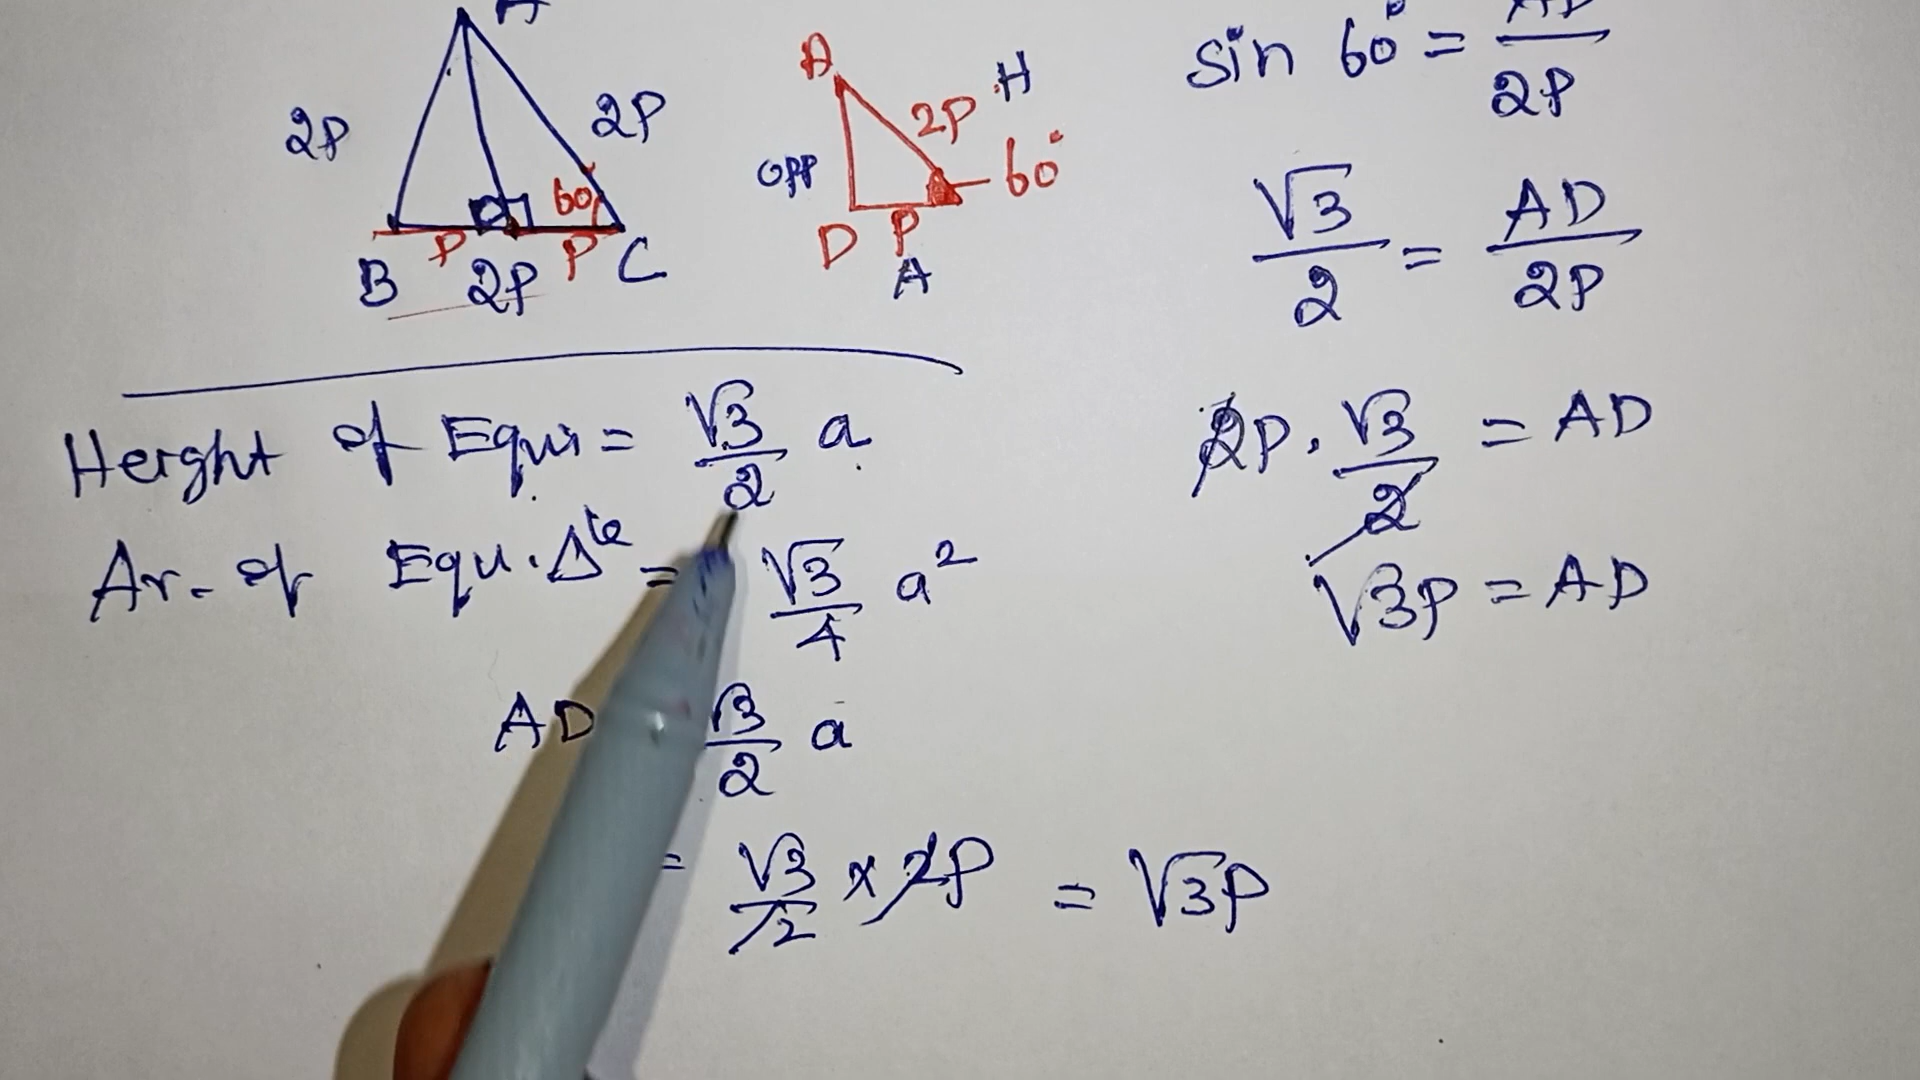 A
2P
2P
60
P
P
B
2P
C
A
2P
H
OPP
60°
D
P
A
sin 60° = AD/2P
√3/2 = AD/2P
2P . √3/2 = AD
√3P = AD
Height of Equi = √3/2 a
Ar. of Equ. Δle = √3/4 a²
AD √3/2 a
= √3/2 × 2P = √3P